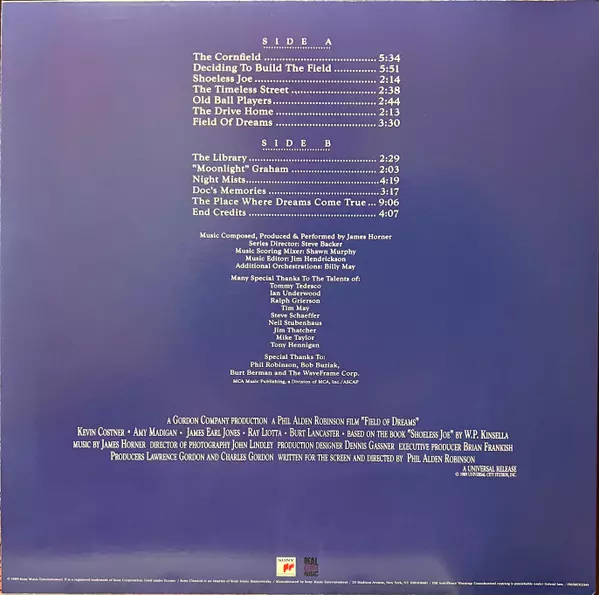 SIDE A
The Cornfield 5:34
Deciding To Build The Field 5:51
Shoeless Joe 2:14
The Timeless Street 2:38
Old Ball Players 2:44
The Drive Home 2:13
Field Of Dreams 3:30
SIDE B
The Library 2:29
"Moonlight" Graham 2:03
Night Mists 4:19
Doc's Memories 3:17
The Place Where Dreams Come True ... 9:06
End Credits 4:07
Music Composed, Produced & Performed by James Horner
Series Director: Steve Backer
Music Scoring Mixer: Shawn Murphy
Music Editor: Jim Hendrickson
Additional Orchestrations: Billy May
Many Special Thanks To The Talents of:
Tommy Tedesco
Ian Underwood
Ralph Grierson
Tim May
Steve Schaeffer
Neil Stubenhaus
Jim Thatcher
Mike Taylor
Tony Hennigan
Special Thanks To:
Phil Robinson, Bob Buziak,
Burt Berman and The WaveFrame Corp.
MCA Music Publishing, a Division of MCA, Inc./ASCAP
A GORDON COMPANY PRODUCTION A PHIL ALDEN ROBINSON FILM "FIELD OF DREAMS"
KEVIN COSTNER • AMY MADIGAN • JAMES EARL JONES • RAY LIOTTA • BURT LANCASTER • BASED ON THE BOOK "SHOELESS JOE" BY W.P. KINSELLA
MUSIC BY JAMES HORNER DIRECTOR OF PHOTOGRAPHY JOHN LINDLEY PRODUCTION DESIGNER DENNIS GASSNER EXECUTIVE PRODUCER BRIAN FRANKISH
PRODUCERS LAWRENCE GORDON AND CHARLES GORDON WRITTEN FOR THE SCREEN AND DIRECTED BY PHIL ALDEN ROBINSON
A UNIVERSAL RELEASE
© 1989 UNIVERSAL CITY STUDIOS, INC.
SONY
REAL
MUSIC